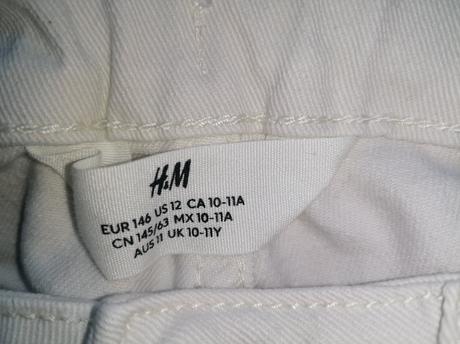 H&M
EUR 146 US 12 CA 10-11A
CN 145/63 MX 10-11A
AUS 11 UK 10-11Y